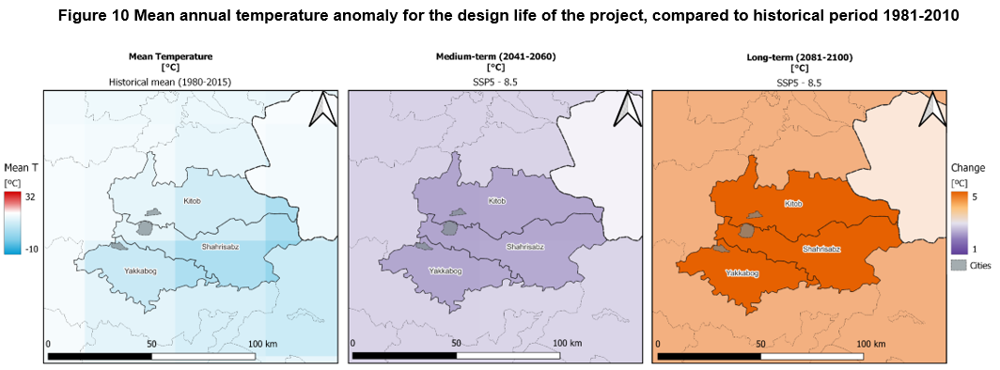 Figure 10 Mean annual temperature anomaly for the design life of the project, compared to historical period 1981-2010
Mean Temperature
[°C]
Historical mean (1980-2015)
Medium-term (2041-2060)
[°C]
SSP5 - 8.5
Long-term (2081-2100)
[°C]
SSP5 - 8.5
Mean T
[ºC]
32
-10
Kitob
Shahrisabz
Yakkabog
0
50
100 km
Kitob
Shahrisabz
Yakkabog
0
50
100 km
Kitob
Shahrisabz
Yakkabog
0
50
100 km
Change
[ºC]
5
1
Cities